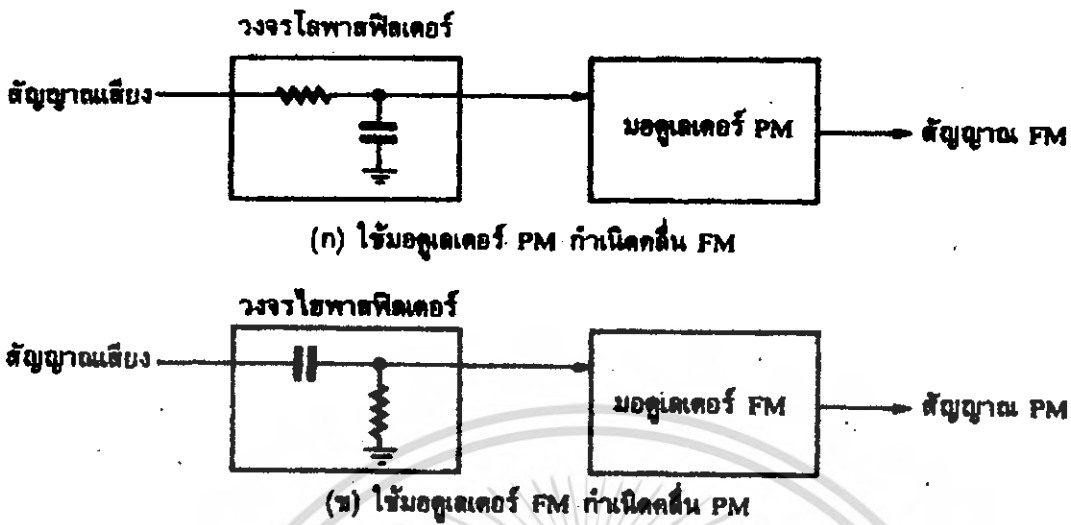 วงจรโลพาสฟิลเตอร์
สัญญาณเสียง
มอดูเลเตอร์ PM
สัญญาณ FM
(ก) ใช้มอดูเลเตอร์ PM กำเนิดคลื่น FM
วงจรไฮพาสฟิลเตอร์
สัญญาณเสียง
มอดูเลเตอร์ FM
สัญญาณ PM
(ข) ใช้มอดูเลเตอร์ FM กำเนิดคลื่น PM